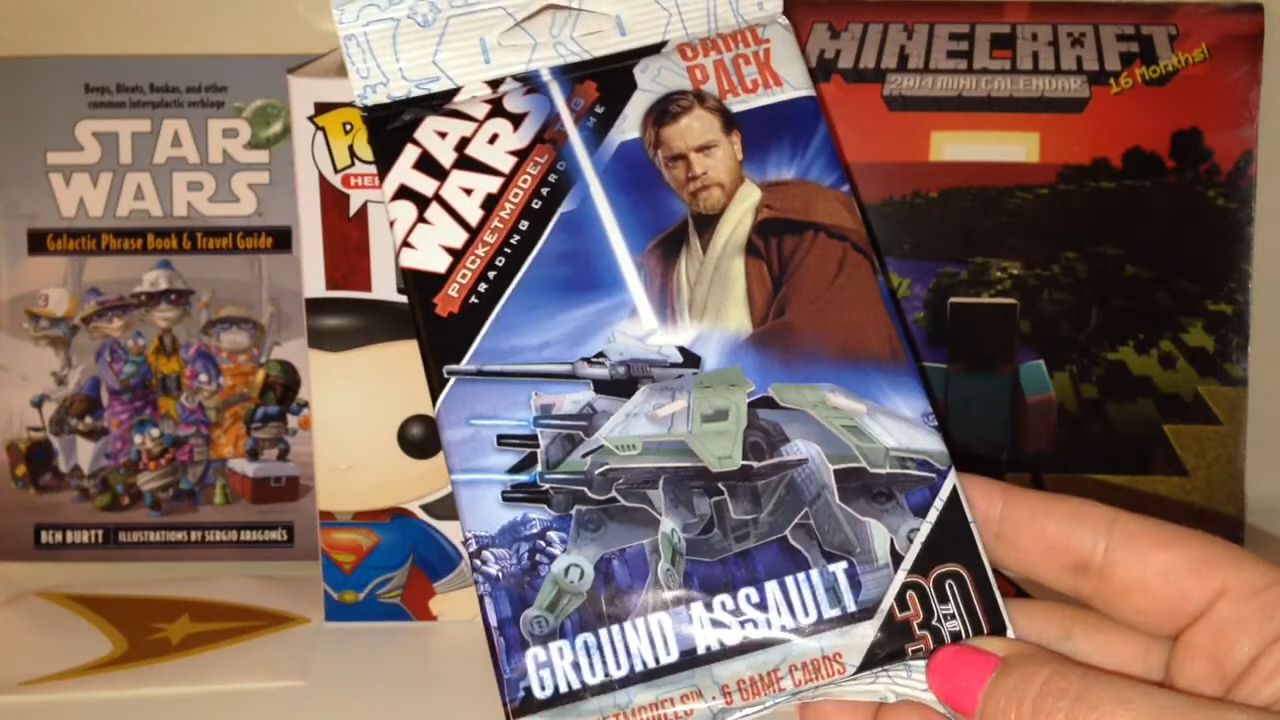 Beeps, Bleats, Boskas, and other
common intergalactic verbiage
STAR
WARS
Galactic Phrase Book & Travel Guide
BEN BURTT ILLUSTRATIONS BY SERGIO ARAGONÉS
GAME
PACK
STAR
WARS
POCKETMODEL
TRADING CARD
GROUND ASSAULT
30
6 GAME CARDS
MINECRAFT
2014 MINI CALENDAR
16 Months!